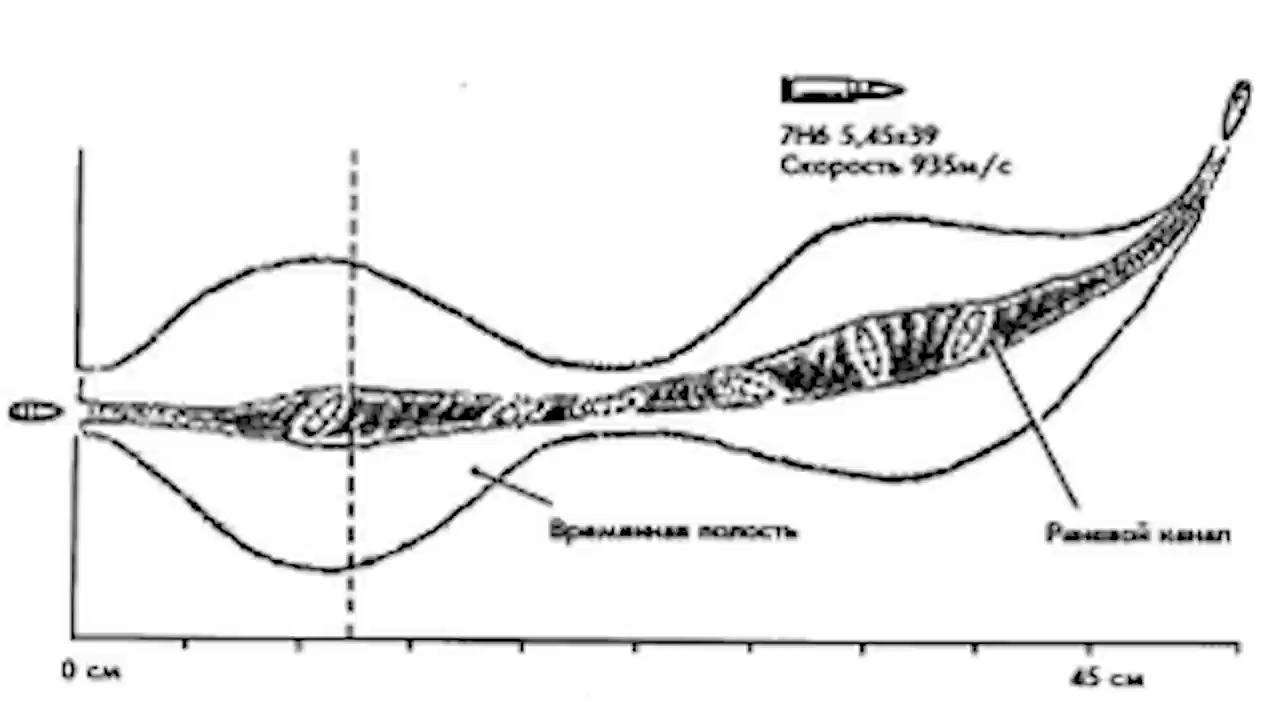 7Н6 5,45х39
Скорость 935м/с
Временная полость
Раневой канал
0 см
45 см